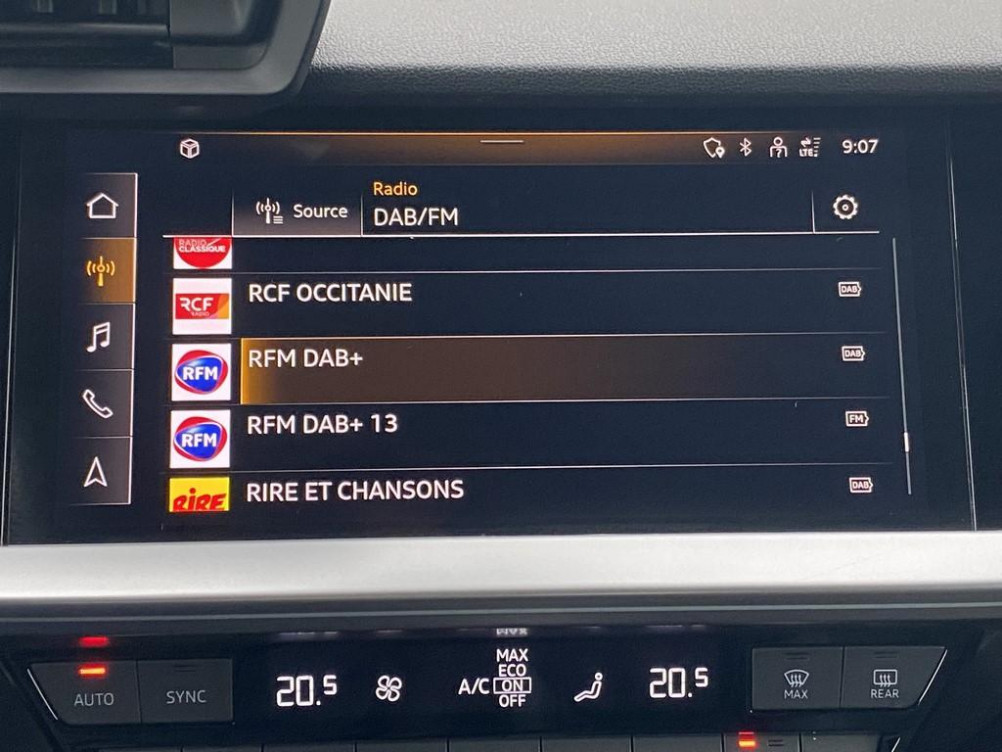 LTE
9:07
Source
Radio
DAB/FM
RADIO
CLASSIQUE
RCF
RADIO
RCF OCCITANIE
DAB
RFM
RFM DAB+
DAB
RFM
RFM DAB+ 13
FM
RIRE
RIRE ET CHANSONS
DAB
AUTO
SYNC
20.5
A/C
MAX
ECO
ON
OFF
20.5
MAX
REAR